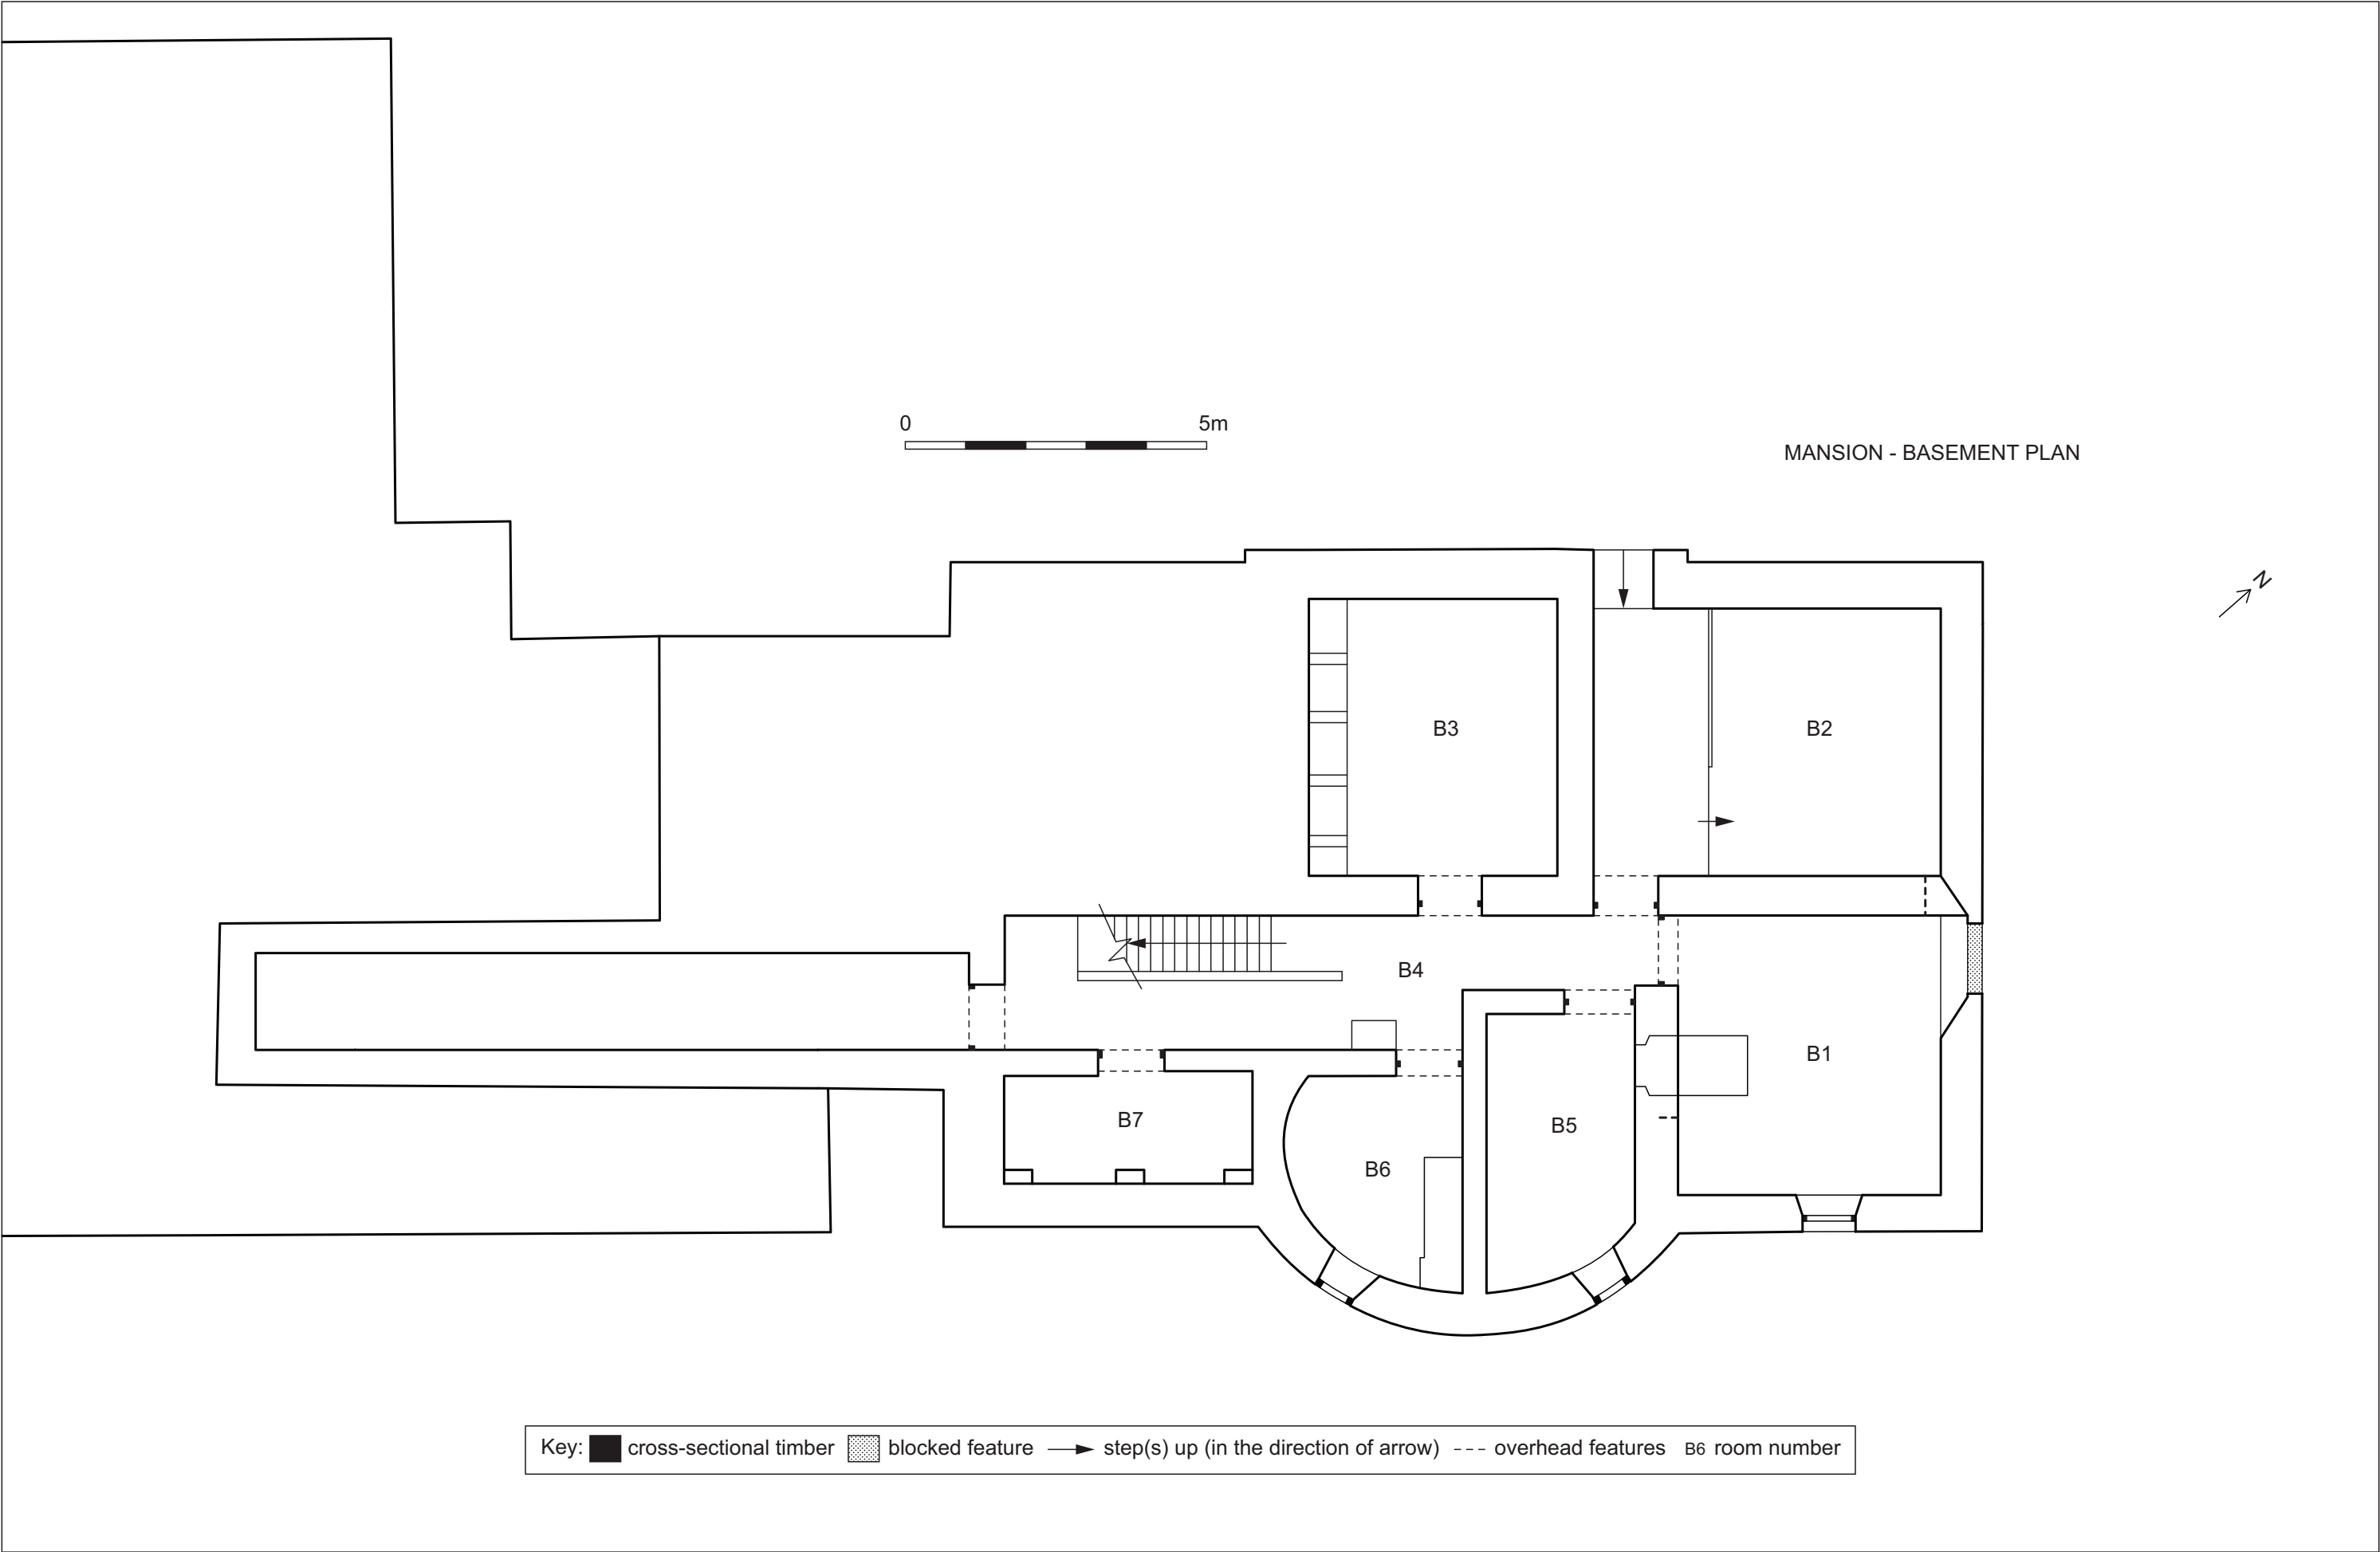 0 5m
MANSION - BASEMENT PLAN
N
B3
B2
B4
B1
B7
B5
B6
Key: cross-sectional timber blocked feature step(s) up (in the direction of arrow) overhead features B6 room number